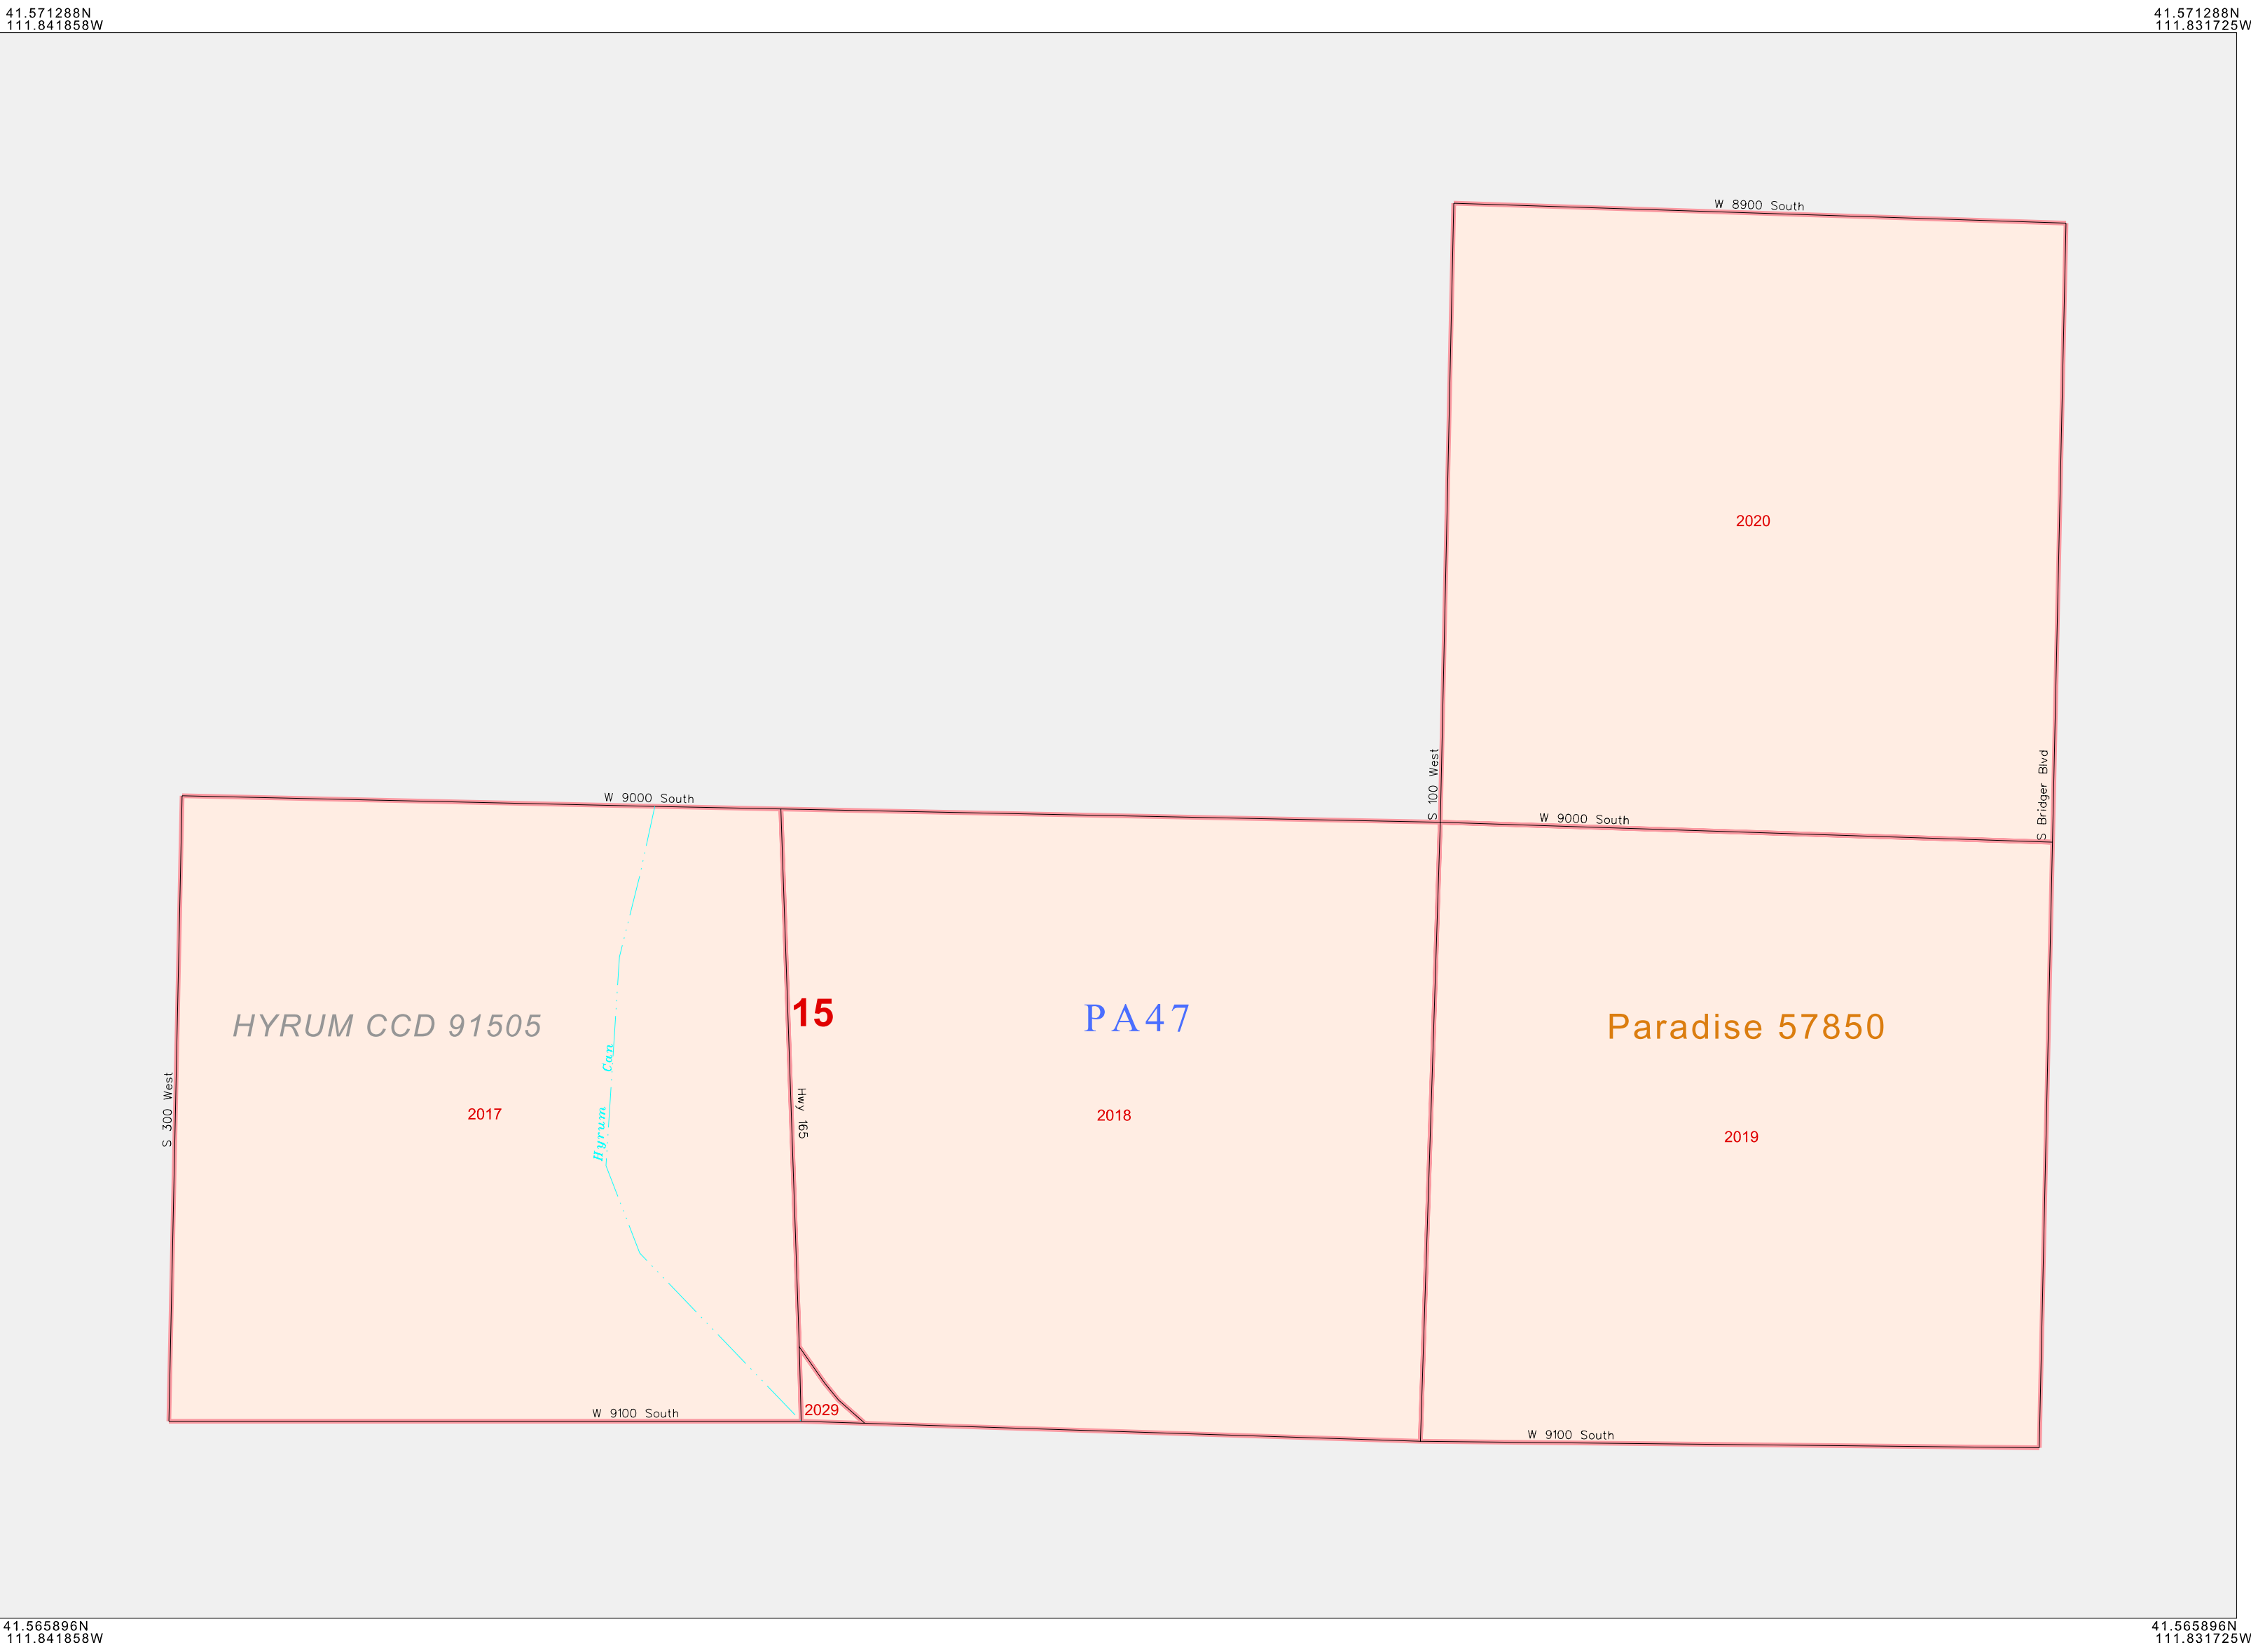 41.571288N
111.841858W
41.571288N
111.831725W
W 8900 South
2020
S 100 West
S Bridger Blvd
W 9000 South
W 9000 South
HYRUM CCD 91505
15
PA47
Paradise 57850
Hyrum Can
Hwy 165
S 300 West
2017
2018
2019
2029
W 9100 South
W 9100 South
41.565896N
111.841858W
41.565896N
111.831725W